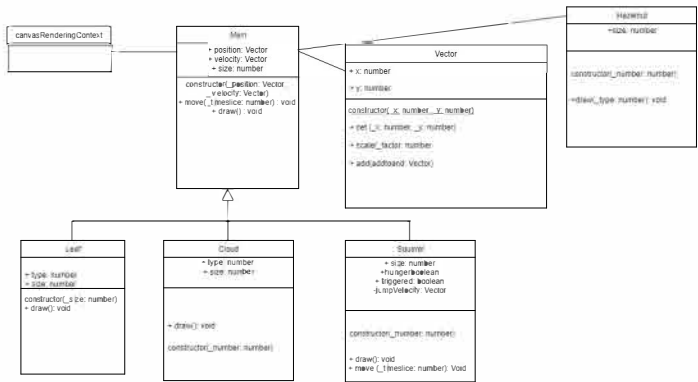 canvasRenderingContext
Main
+ position: Vector
+ velocity: Vector
+ size: number
constructor(_position: Vector
_velocity: Vector)
+ move(_timeslice: number) : void
+ draw() : void
Vector
+ x: number
+ y: number
constructor(_x: number, _y: number)
+ (_x: number, _y: number)
+ scale(_factor: number
+ add(addtoand: Vector)
Hazelnut
+size: number
constructor(_number: number)
+draw(_type: number): void
Leaf
+ type: number
+ size: number
constructor(_size: number)
+ draw(): void
Cloud
+ type: number
+ size: number
+ draw(): void
constructor(_number: number)
Squirrel
+ size: number
+hunger:boolean
+ triggered: boolean
-jumpVelocity: Vector
constructor(_number: number)
+ draw(): void
+ move (_timeslice: number): Void